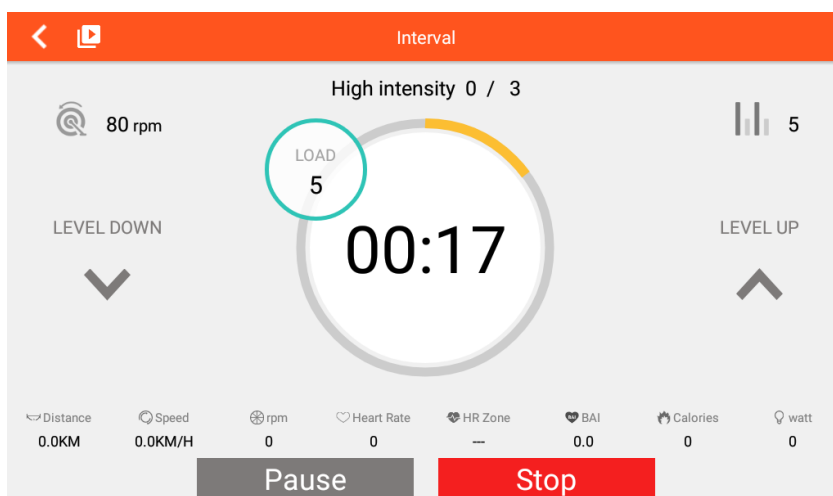 Interval
High intensity 0 / 3
80 rpm
5
LOAD
5
LEVEL DOWN
00:17
LEVEL UP
Distance Speed rpm Heart Rate HR Zone BAI Calories watt
0.0KM 0.0KM/H 0 0 --- 0.0 0 0
Pause Stop